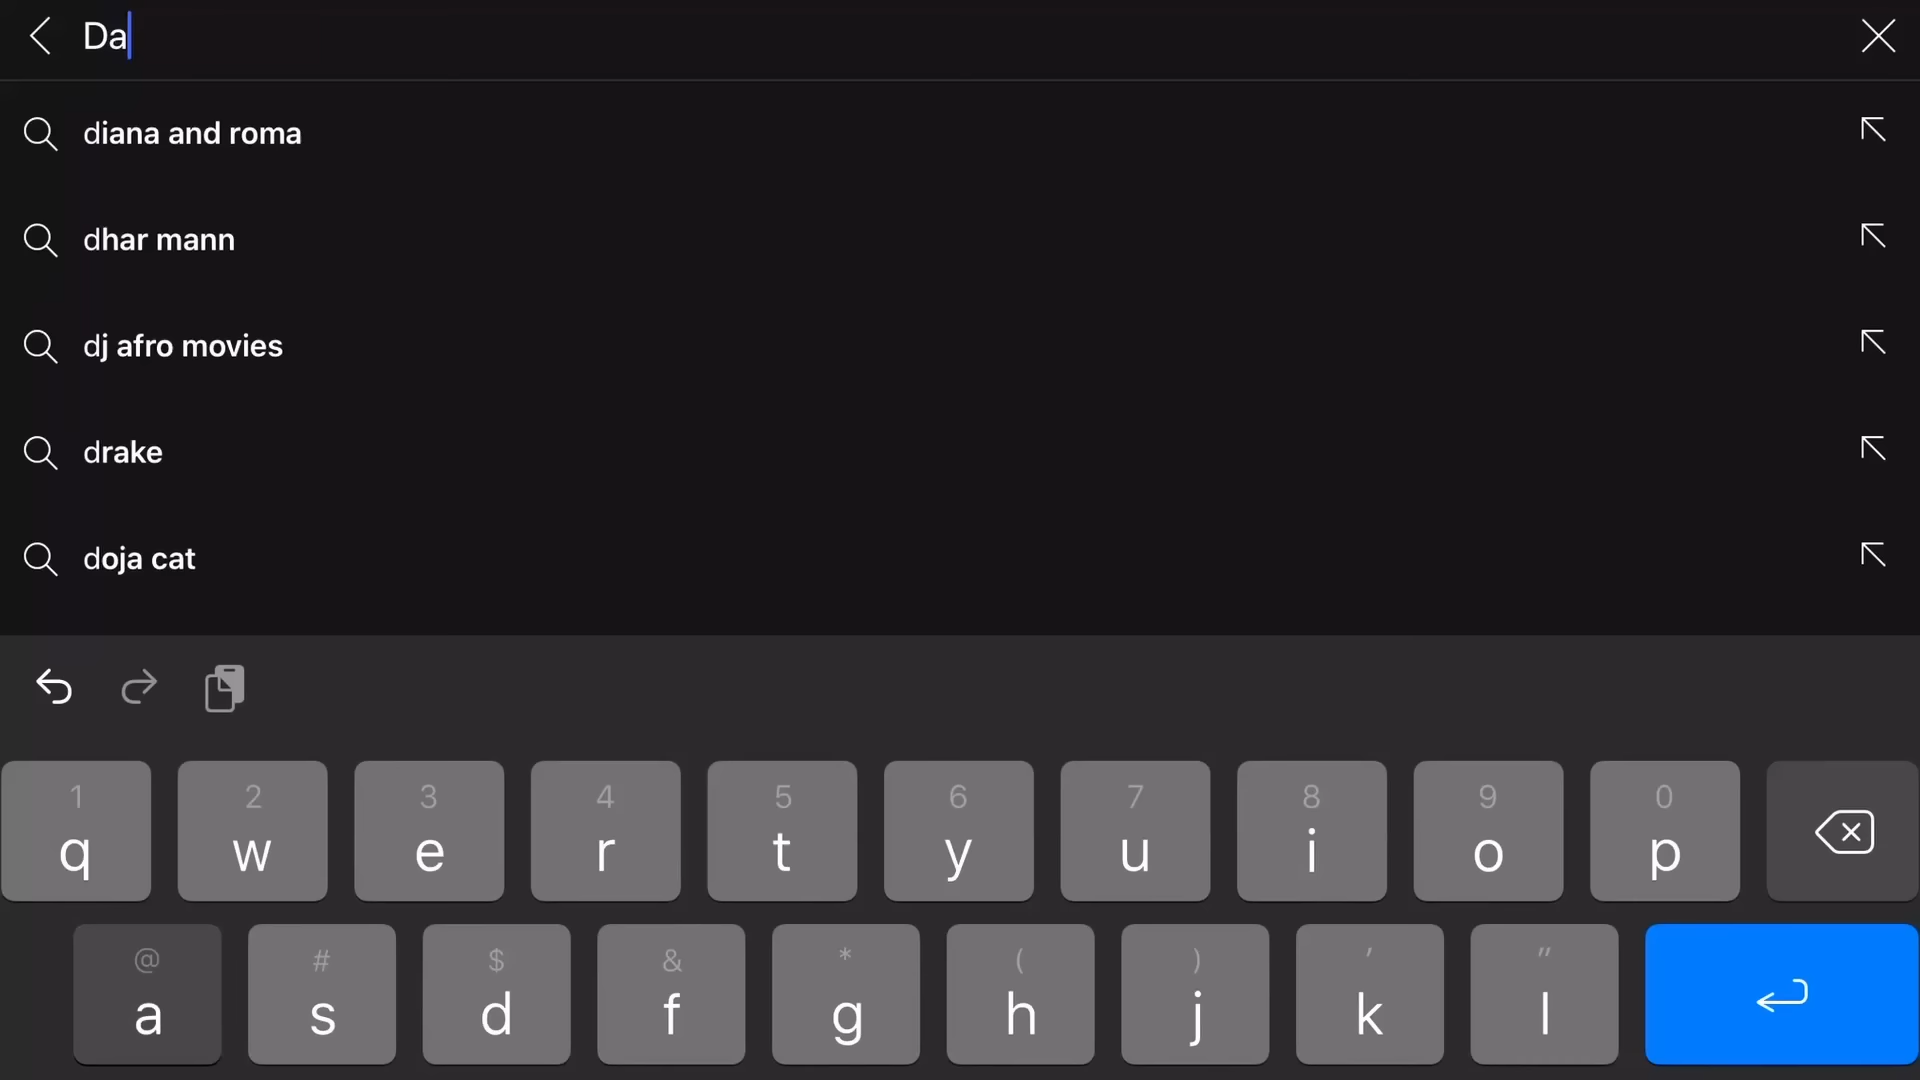 Da
diana and roma
dhar mann
dj afro movies
drake
doja cat
1 2 3 4 5 6 7 8 9 0
q w e r t y u i o p
@ # $ & * ( ) ' "
a s d f g h j k l